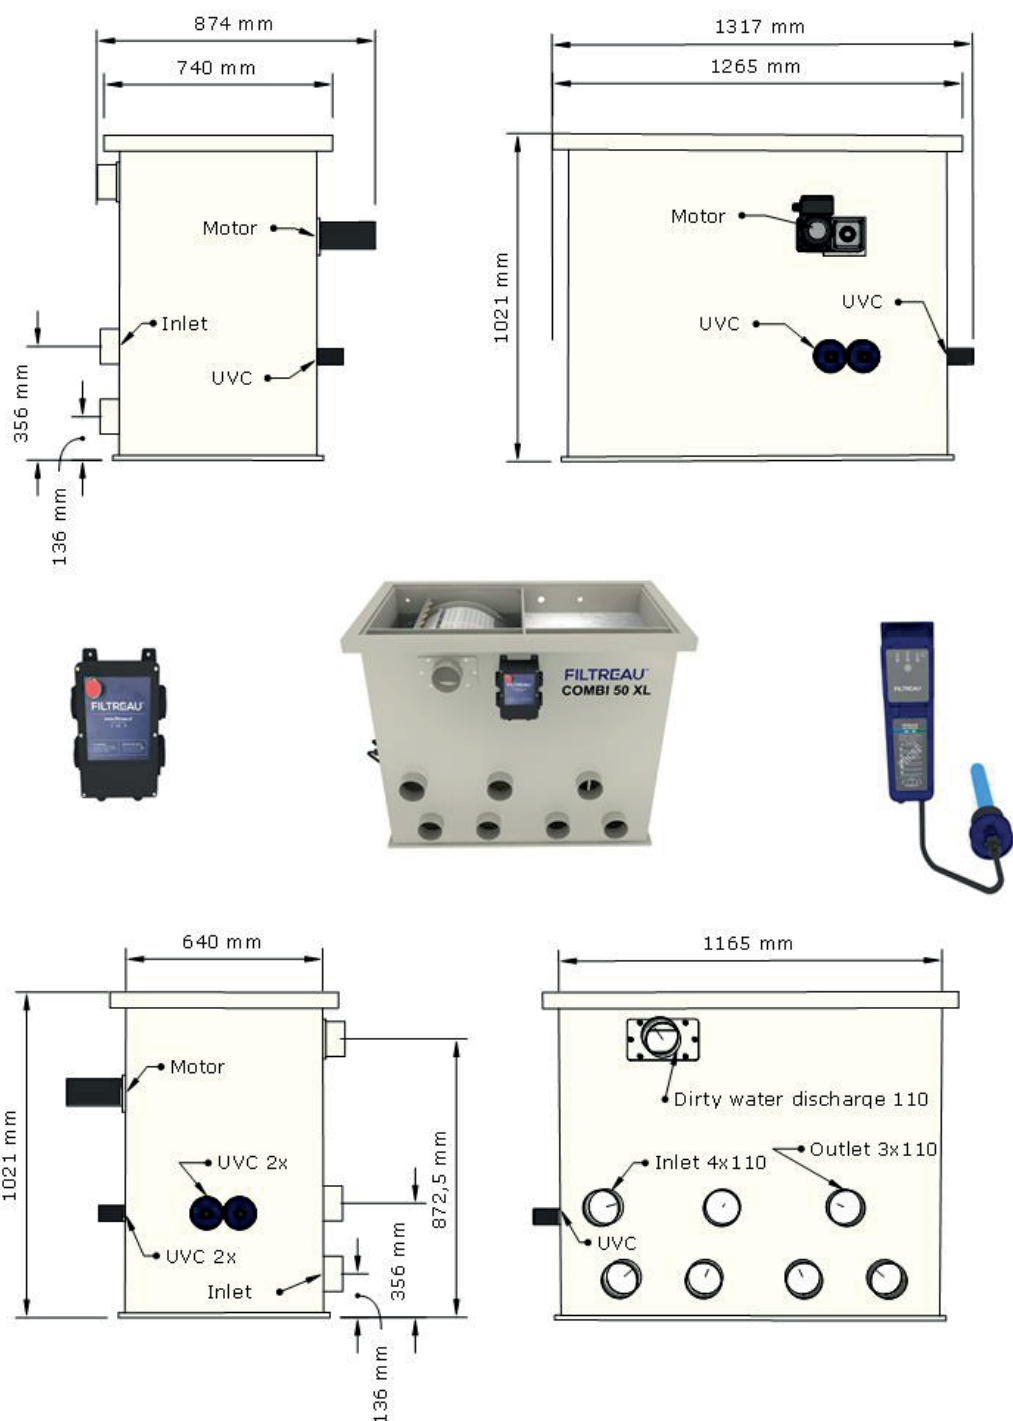 874 mm
740 mm
Motor
Inlet
UVC
356 mm
136 mm
1317 mm
1265 mm
1021 mm
Motor
UVC
UVC
FILTREAU
FILTREAU
COMBI 50 XL
FILTREAU
640 mm
1021 mm
Motor
UVC 2x
UVC 2x
Inlet
872,5 mm
356 mm
136 mm
1165 mm
Dirty water discharge 110
Inlet 4x110
Outlet 3x110
UVC